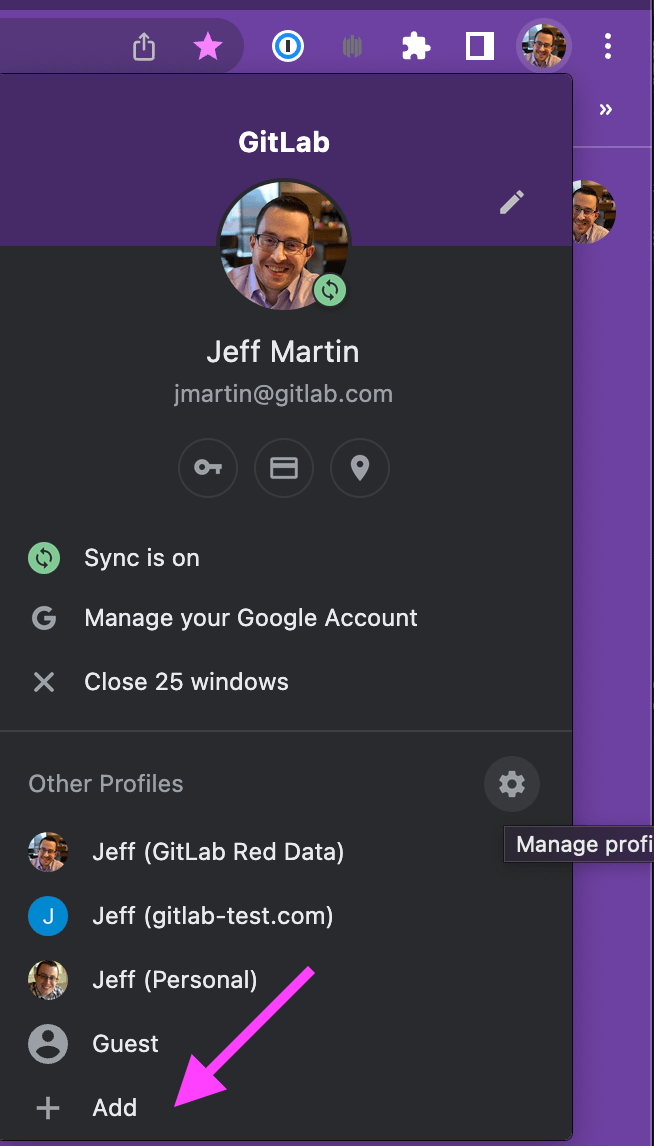 »
GitLab
Jeff Martin
jmartin@gitlab.com
Sync is on
G
Manage your Google Account
Close 25 windows
Other Profiles
Manage profi
Jeff (GitLab Red Data)
J
Jeff (gitlab-test.com)
Jeff (Personal)
Guest
Add